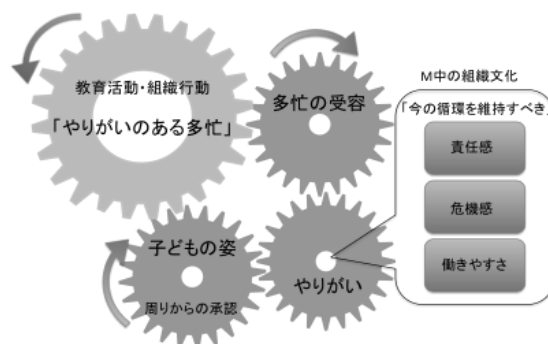 教育活動・組織行動
「やりがいのある多忙」
多忙の受容
子どもの姿
周りからの承認
やりがい
M中の組織文化
「今の循環を維持すべき」
責任感
危機感
働きやすさ